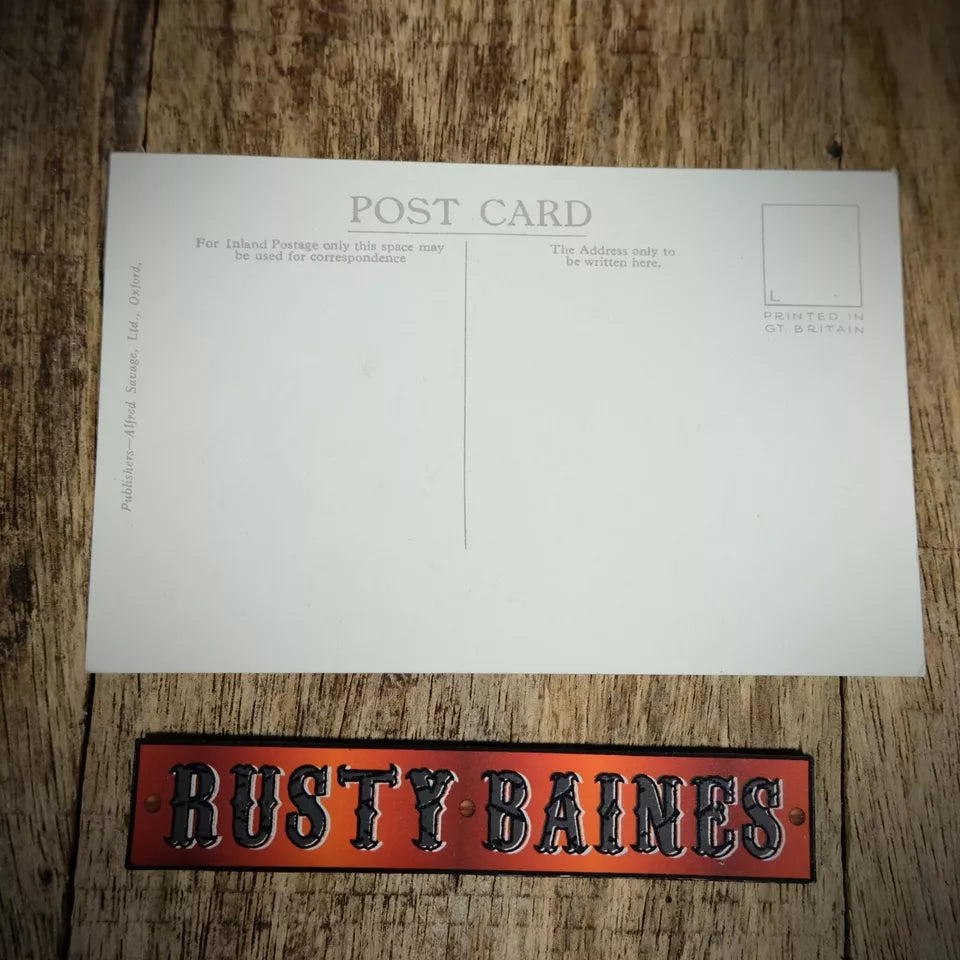 POST CARD
For Inland Postage only this space may
be used for correspondence
The Address only to
be written here.
L
PRINTED IN
GT. BRITAIN
Publishers—Alfred Savage, Ltd., Oxford.
RUSTY BAINES